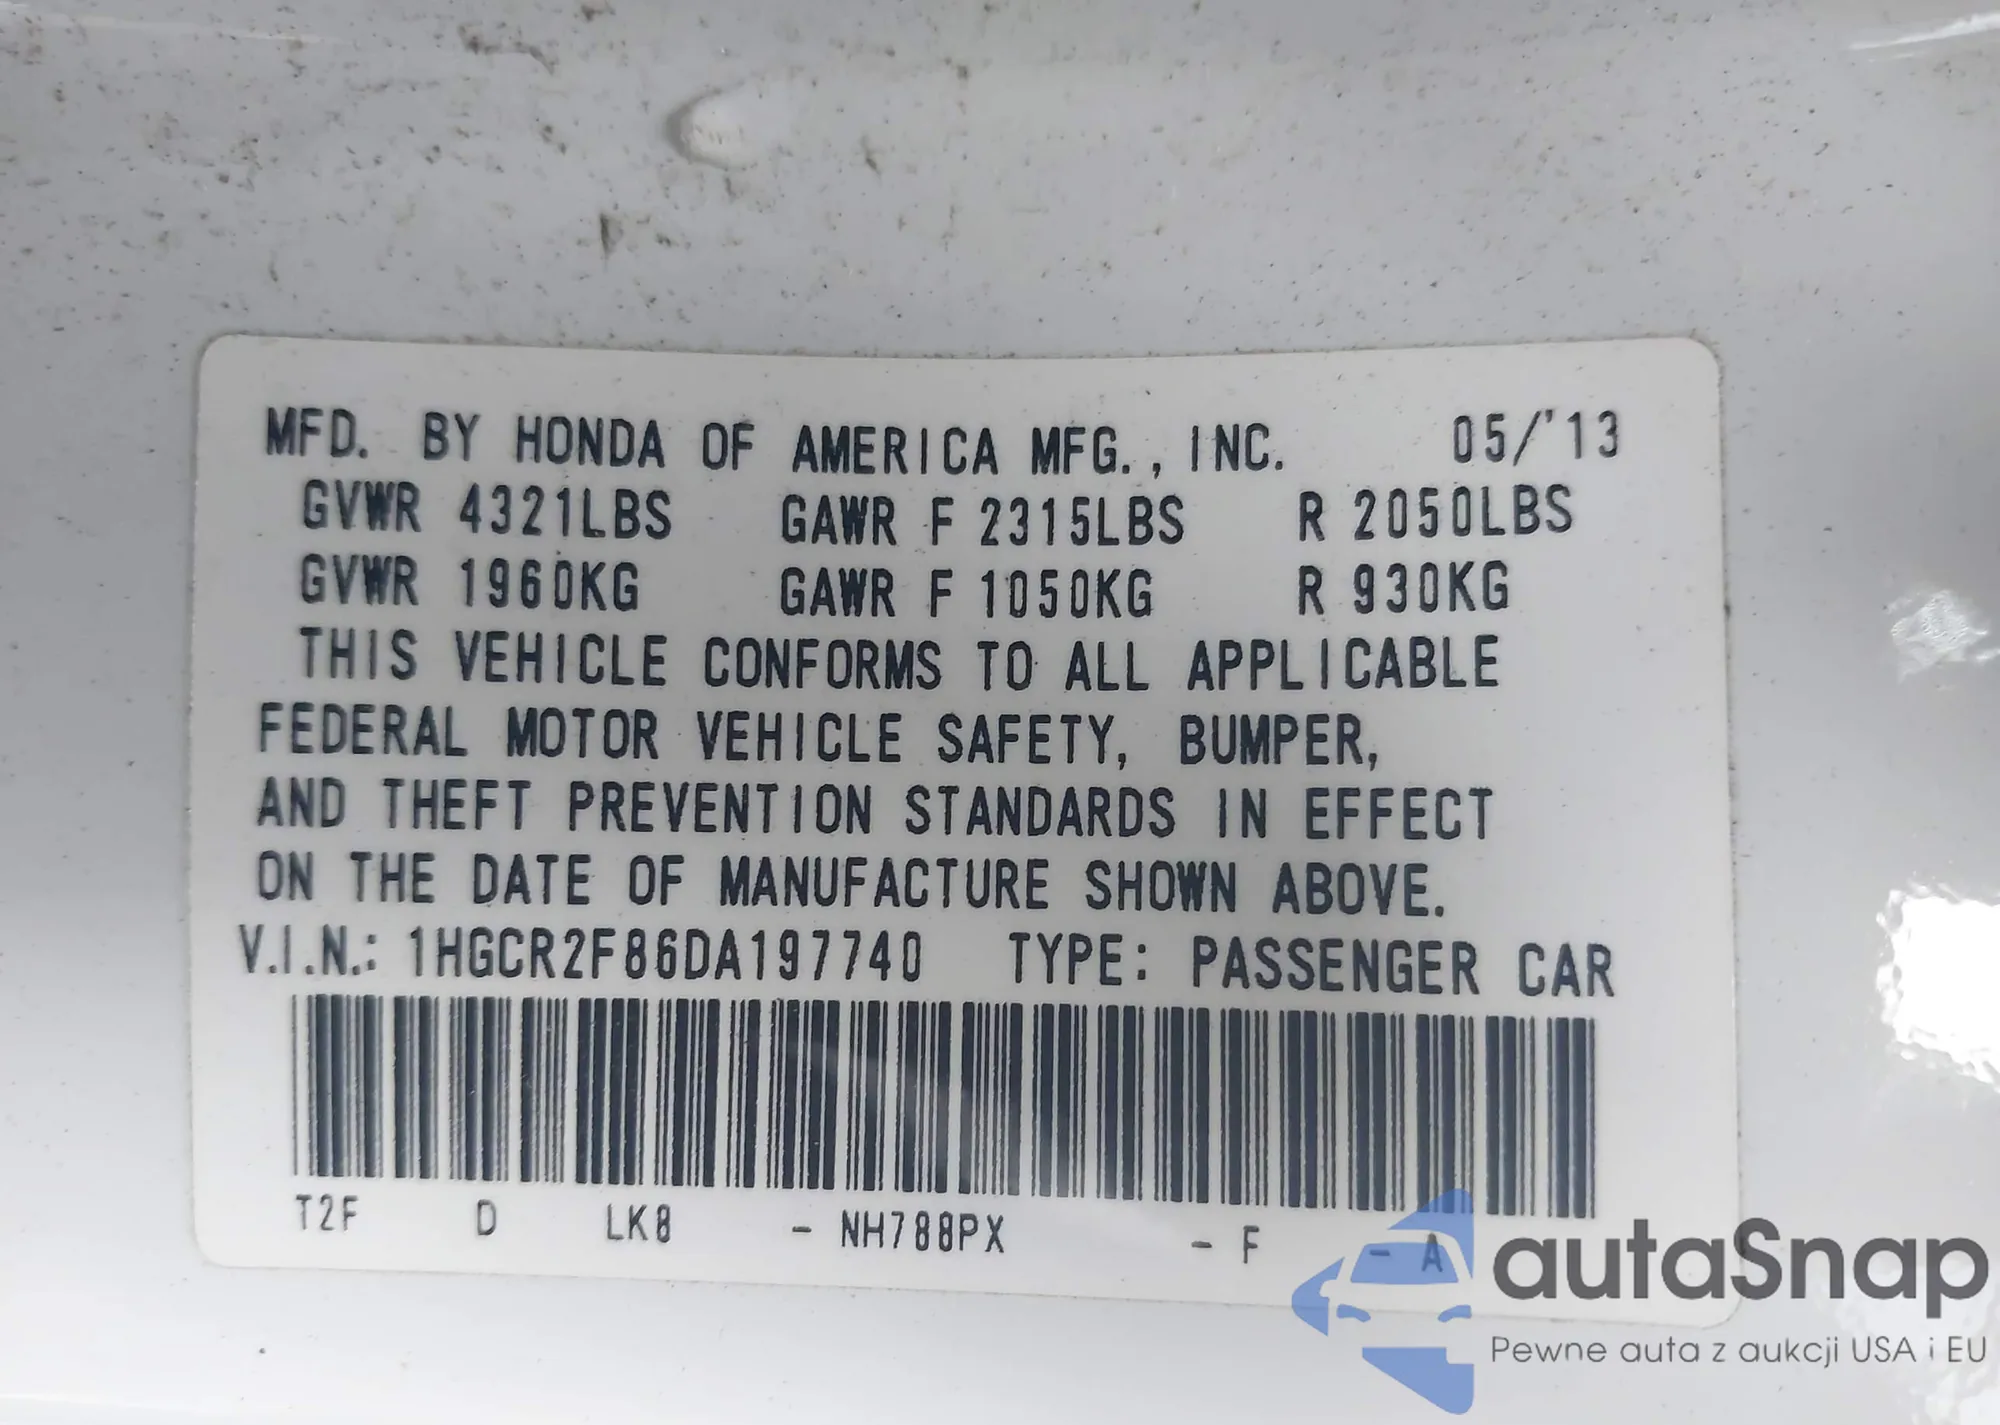 MFD. BY HONDA OF AMERICA MFG., INC. 05/'13
GVWR 4321LBS GAWR F 2315LBS R 2050LBS
GVWR 1960KG GAWR F 1050KG R 930KG
THIS VEHICLE CONFORMS TO ALL APPLICABLE
FEDERAL MOTOR VEHICLE SAFETY, BUMPER,
AND THEFT PREVENTION STANDARDS IN EFFECT
ON THE DATE OF MANUFACTURE SHOWN ABOVE.
V.I.N.: 1HGCR2F86DA197740 TYPE: PASSENGER CAR
T2F D LK8 - NH788PX - F - A
autaSnap
Pewne auta z aukcji USA i EU